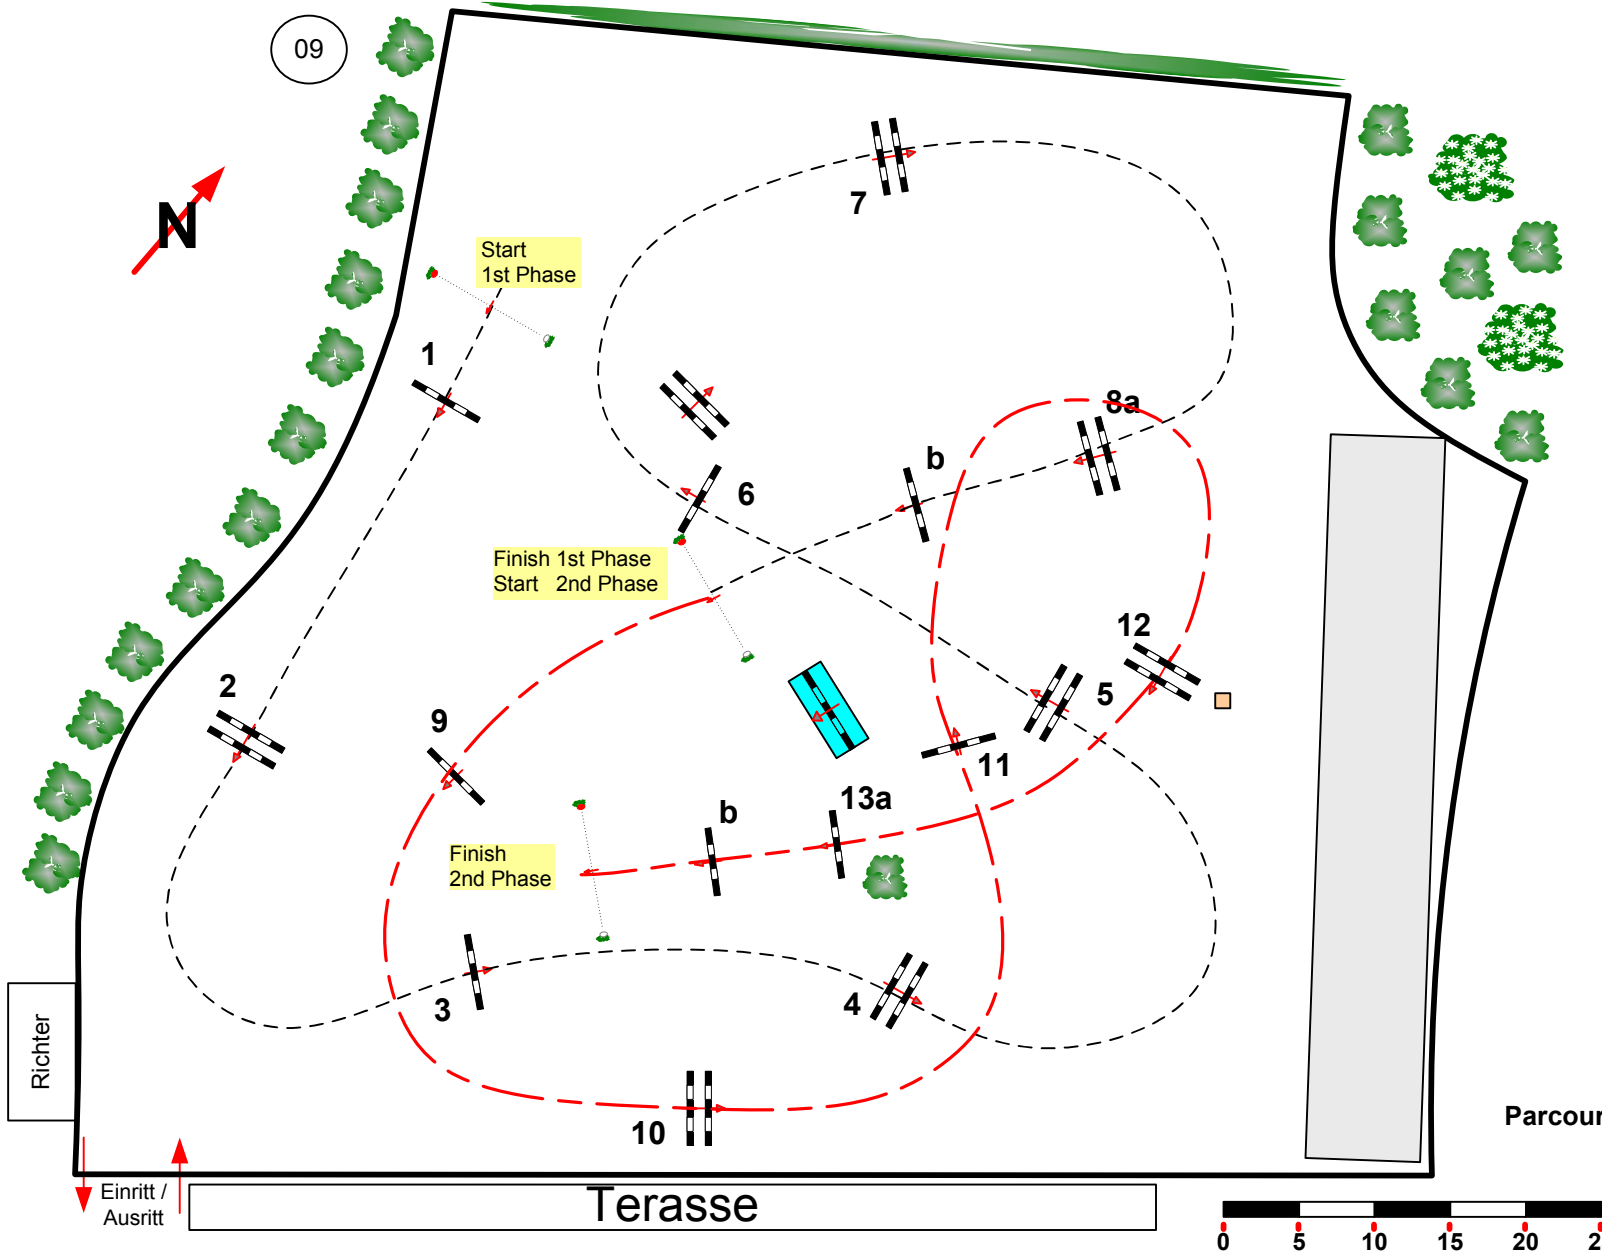 09
N
Start
1st Phase
7
1
8a
b
6
Finish 1st Phase
Start 2nd Phase
12
2
5
9
11
13a
b
Finish
2nd Phase
3
4
Richter
10
Parcour
Einritt /
Ausritt
Terasse
0 5 10 15 20 2